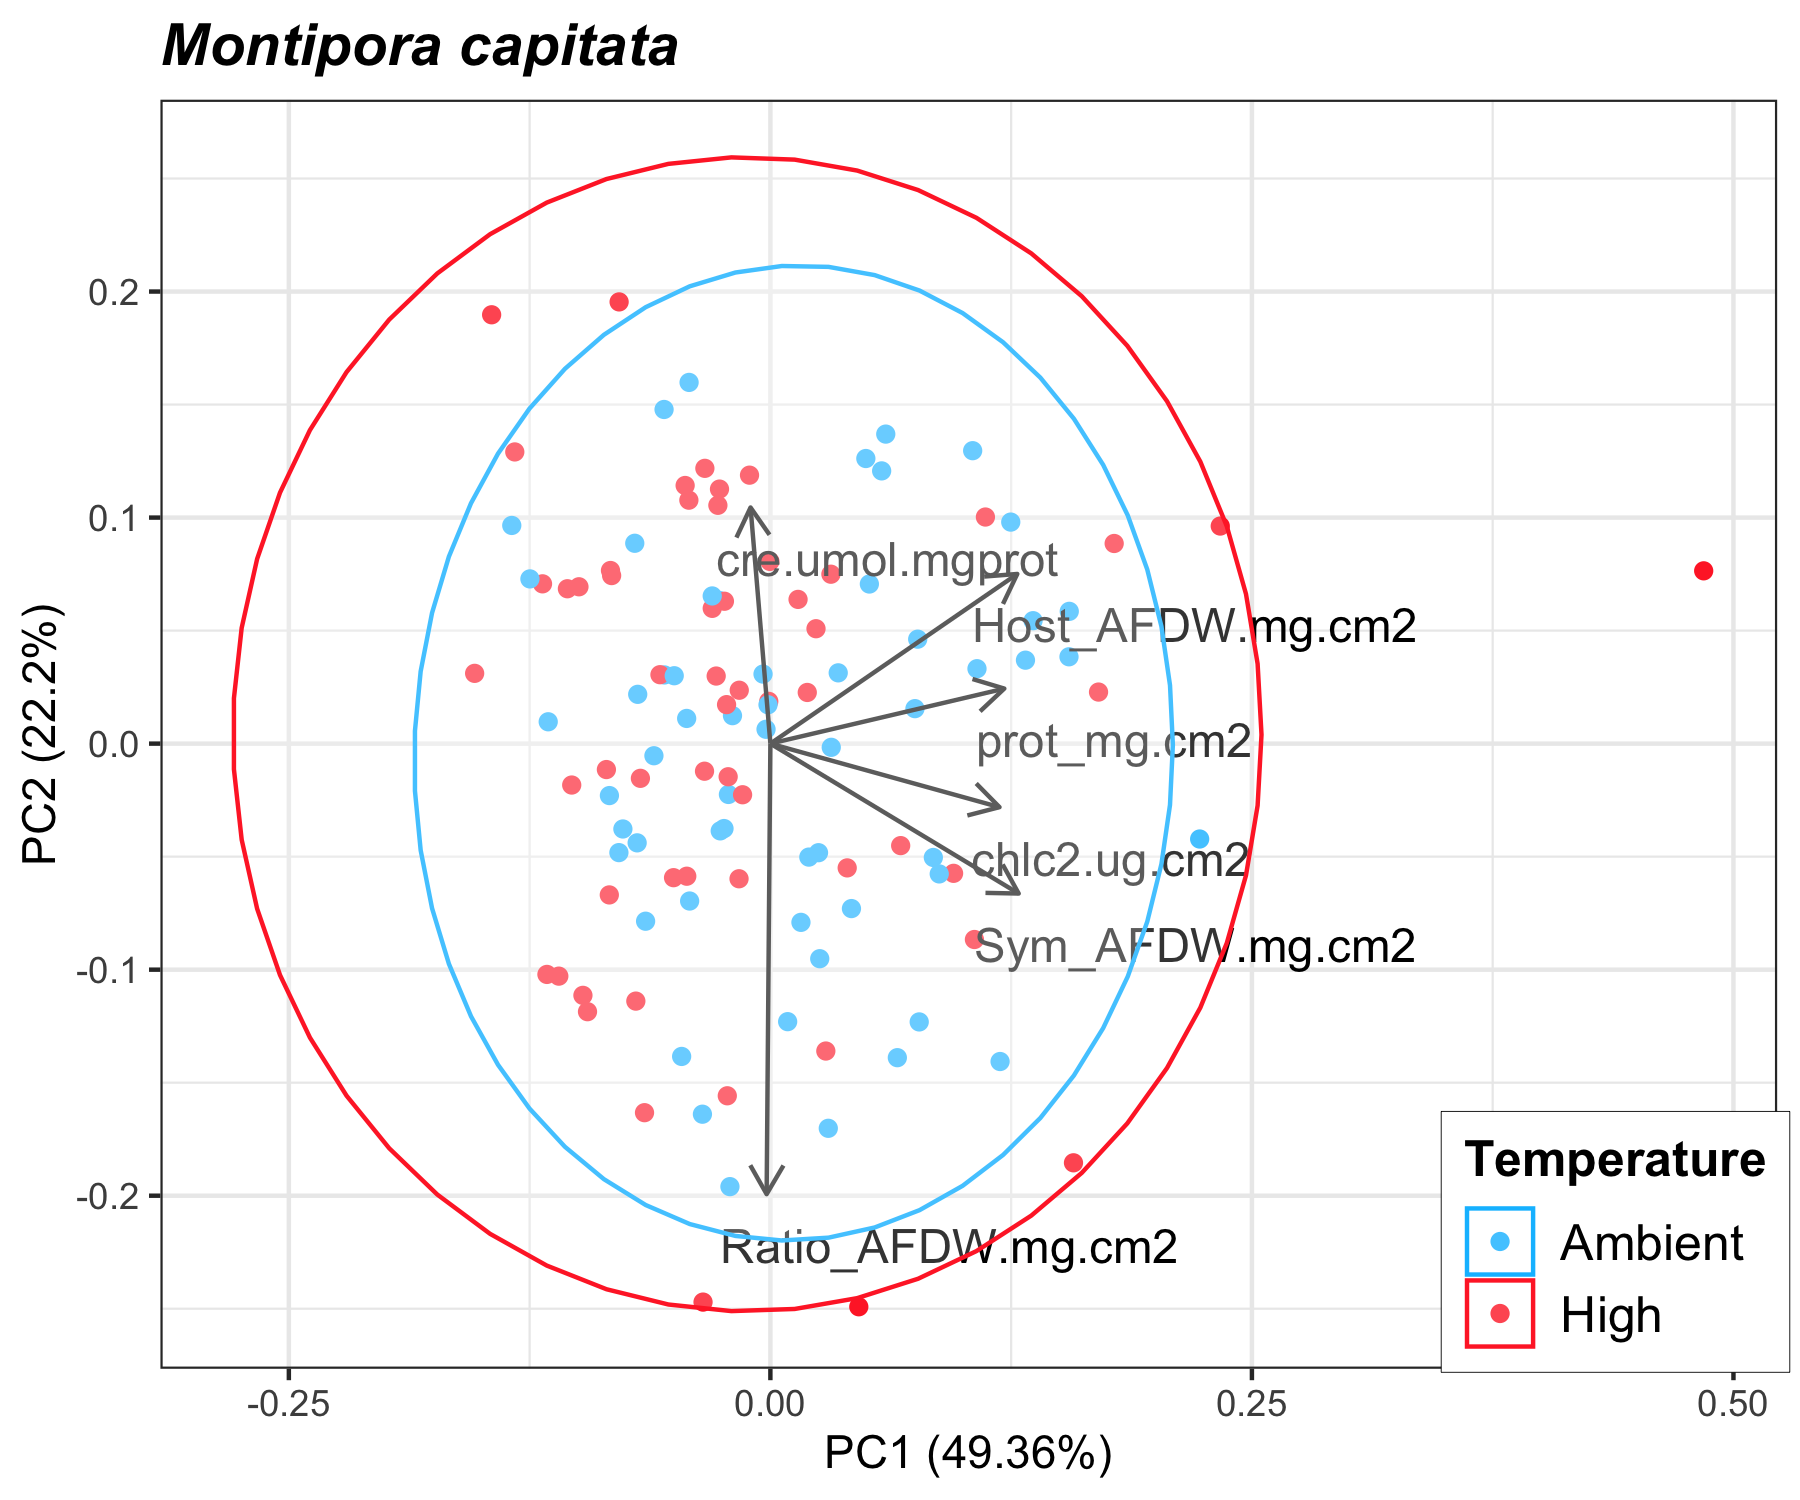 Montipora capitata
0.2
0.1
0.0
-0.1
-0.2
PC2 (22.2%)
cre.umol.mgprot
Host_AFDW.mg.cm2
prot_mg.cm2
chlc2.ug.cm2
Sym_AFDW.mg.cm2
Ratio_AFDW.mg.cm2
Temperature
Ambient
High
-0.25 0.00 0.25 0.50
PC1 (49.36%)